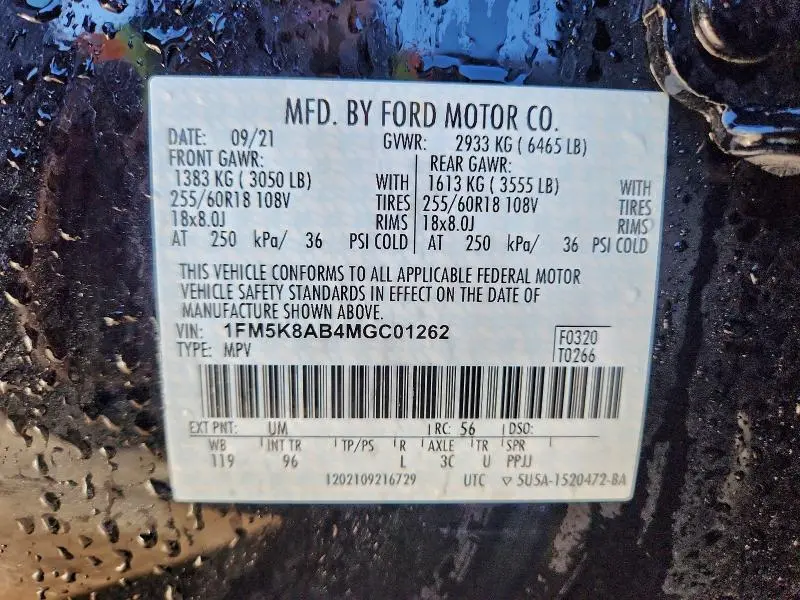 MFD. BY FORD MOTOR CO.
DATE: 09/21 GVWR: 2933 KG ( 6465 LB)
FRONT GAWR: REAR GAWR:
1383 KG ( 3050 LB) WITH 1613 KG ( 3555 LB) WITH
255/60R18 108V TIRES 255/60R18 108V TIRES
18x8.0J RIMS 18x8.0J RIMS
AT 250 kPa/ 36 PSI COLD AT 250 kPa/ 36 PSI COLD
THIS VEHICLE CONFORMS TO ALL APPLICABLE FEDERAL MOTOR
VEHICLE SAFETY STANDARDS IN EFFECT ON THE DATE OF
MANUFACTURE SHOWN ABOVE.
VIN: 1FM5K8AB4MGC01262 F0320
TYPE: MPV T0266
EXT PNT: UM RC: 56 DSO:
WB INT TR TP/PS R AXLE TR SPR
119 96 L 3C U PPJJ
1202109216729 UTC ▽ 5U5A-1520472-BA